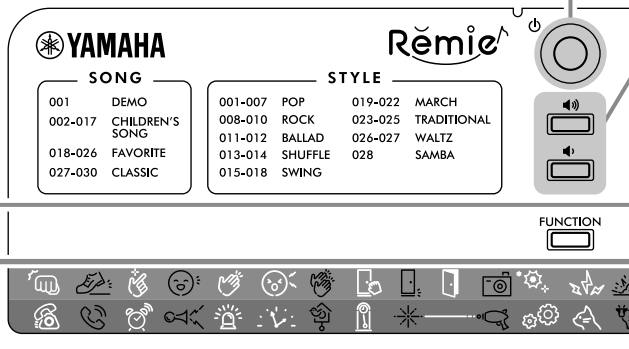 YAMAHA
Remie
SONG
001 DEMO
002-017 CHILDREN'S
SONG
018-026 FAVORITE
027-030 CLASSIC
STYLE
001-007 POP 019-022 MARCH
008-010 ROCK 023-025 TRADITIONAL
011-012 BALLAD 026-027 WALTZ
013-014 SHUFFLE 028 SAMBA
015-018 SWING
FUNCTION